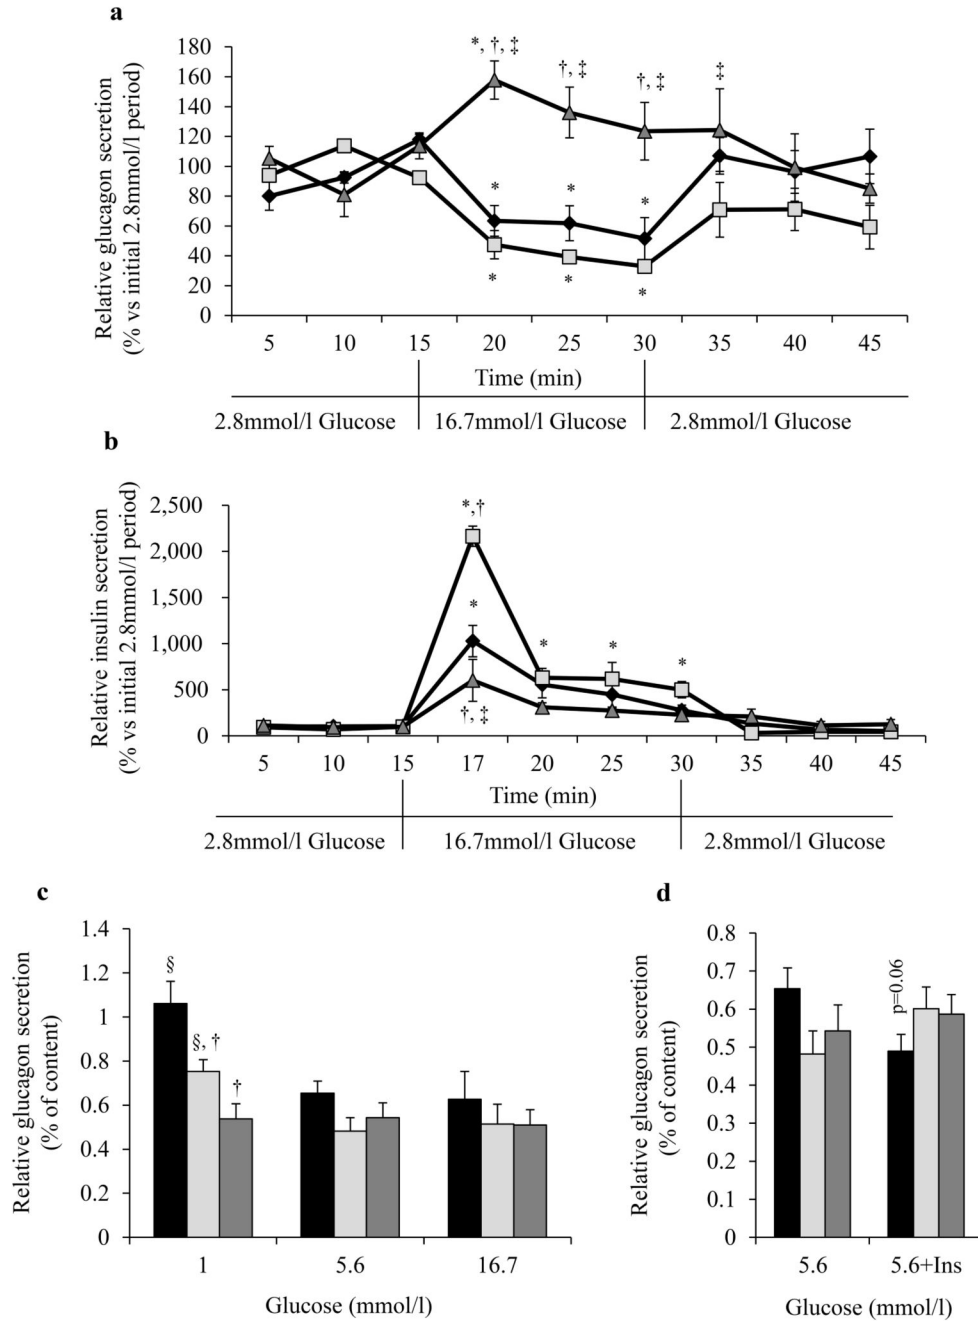 a
Relative glucagon secretion
(% vs initial 2.8mmol/l period)
180
160
140
120
100
80
60
40
20
0
*, †, ‡
†, ‡
†, ‡
‡
*
*
*
*
*
*
5 10 15 20 25 30 35 40 45
Time (min)
2.8mmol/l Glucose 16.7mmol/l Glucose 2.8mmol/l Glucose
b
Relative insulin secretion
(% vs initial 2.8mmol/l period)
2,500
2,000
1,500
1,000
500
0
*,†
*
*
*
*
†, ‡
5 10 15 17 20 25 30 35 40 45
Time (min)
2.8mmol/l Glucose 16.7mmol/l Glucose 2.8mmol/l Glucose
c
Relative glucagon secretion
(% of content)
1.4
1.2
1
0.8
0.6
0.4
0.2
0
§
§, †
†
1 5.6 16.7
Glucose (mmol/l)
d
Relative glucagon secretion
(% of content)
0.8
0.7
0.6
0.5
0.4
0.3
0.2
0.1
0
p=0.06
5.6 5.6+Ins
Glucose (mmol/l)